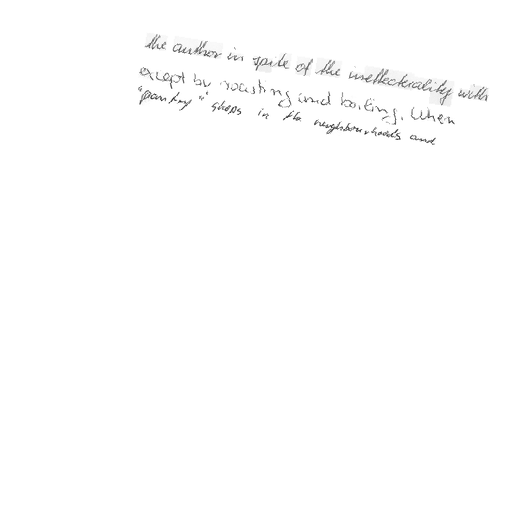 the author in spite of the intellectuality with
except by roasting and boiling. When
"pantry" shops in the neighbourhoods and